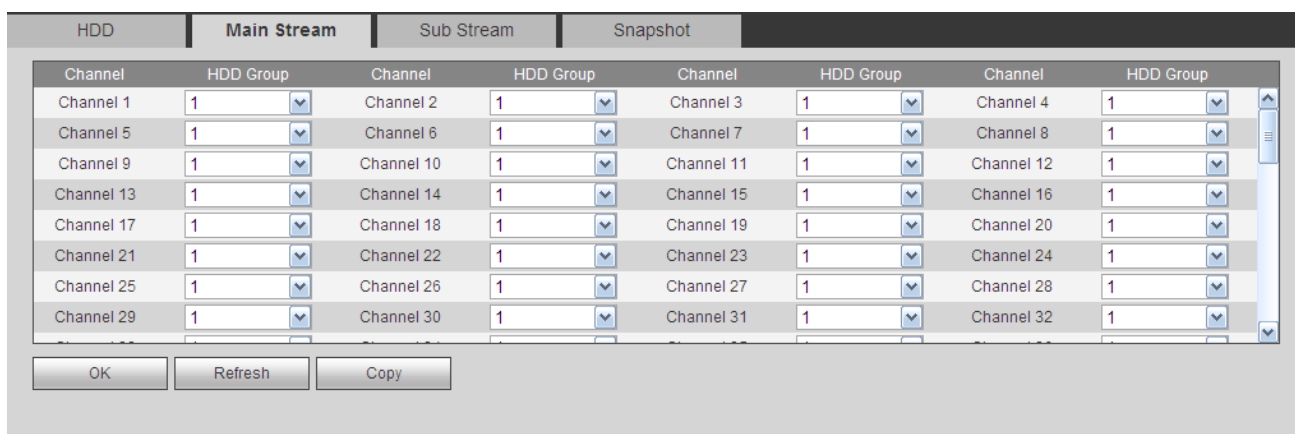 HDD Main Stream Sub Stream Snapshot
Channel HDD Group Channel HDD Group Channel HDD Group Channel HDD Group
Channel 1 1 Channel 2 1 Channel 3 1 Channel 4 1
Channel 5 1 Channel 6 1 Channel 7 1 Channel 8 1
Channel 9 1 Channel 10 1 Channel 11 1 Channel 12 1
Channel 13 1 Channel 14 1 Channel 15 1 Channel 16 1
Channel 17 1 Channel 18 1 Channel 19 1 Channel 20 1
Channel 21 1 Channel 22 1 Channel 23 1 Channel 24 1
Channel 25 1 Channel 26 1 Channel 27 1 Channel 28 1
Channel 29 1 Channel 30 1 Channel 31 1 Channel 32 1
OK Refresh Copy